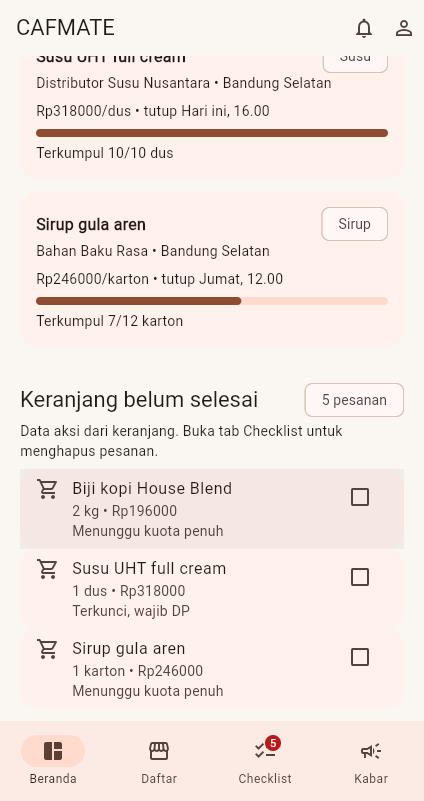 CAFMATE
Susu UHT full cream
Susu
Distributor Susu Nusantara • Bandung Selatan
Rp318000/dus • tutup Hari ini, 16.00
Terkumpul 10/10 dus
Sirup gula aren
Sirup
Bahan Baku Rasa • Bandung Selatan
Rp246000/karton • tutup Jumat, 12.00
Terkumpul 7/12 karton
Keranjang belum selesai
5 pesanan
Data aksi dari keranjang. Buka tab Checklist untuk
menghapus pesanan.
Biji kopi House Blend
2 kg • Rp196000
Menunggu kuota penuh
Susu UHT full cream
1 dus • Rp318000
Terkunci, wajib DP
Sirup gula aren
1 karton • Rp246000
Menunggu kuota penuh
5
Beranda
Daftar
Checklist
Kabar